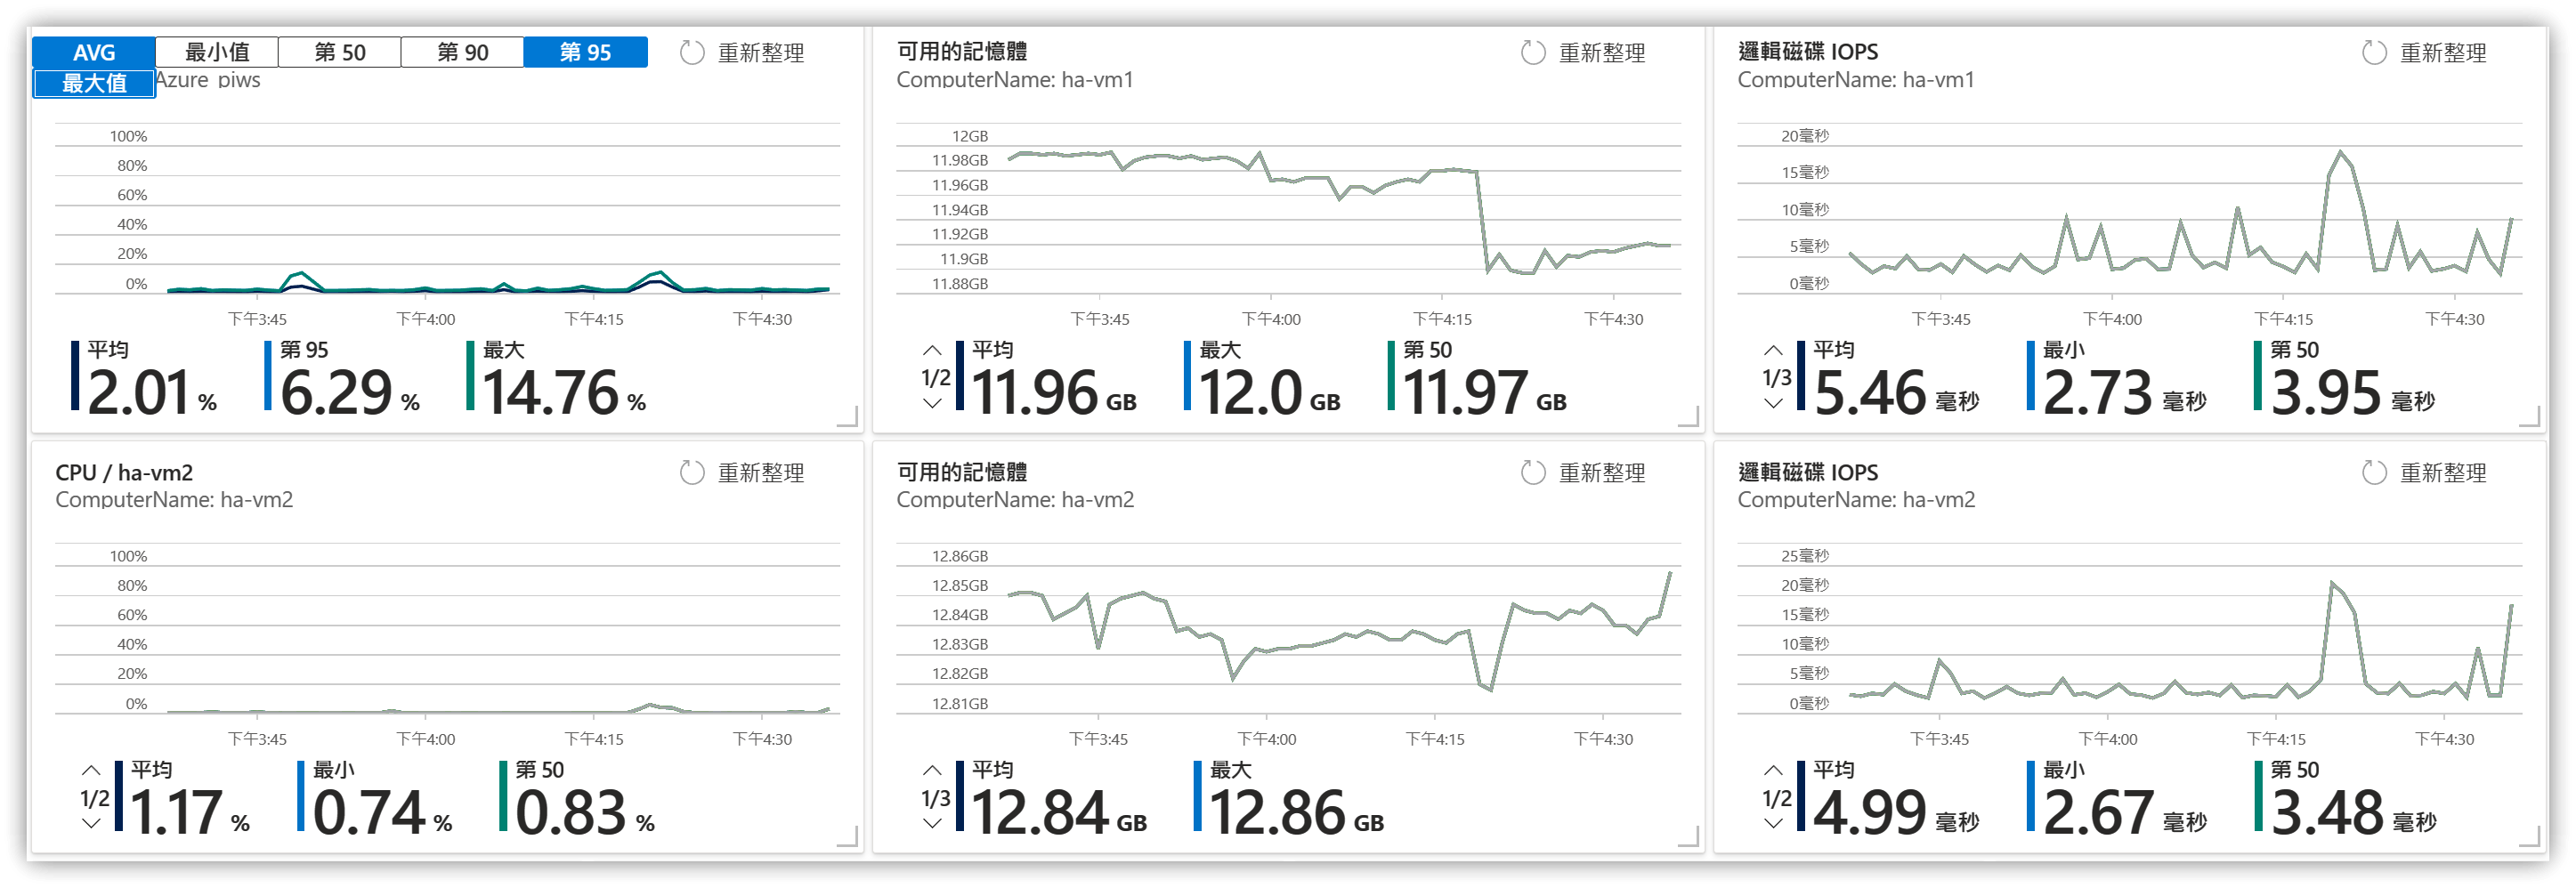 AVG 最小值 第 50 第 90 第 95 重新整理
最大值 Azure_piws
100%
80%
60%
40%
20%
0%
下午3:45 下午4:00 下午4:15 下午4:30
平均 第 95 最大
2.01 % 6.29 % 14.76 %
可用的記憶體 重新整理
ComputerName: ha-vm1
12GB
11.98GB
11.96GB
11.94GB
11.92GB
11.9GB
11.88GB
下午3:45 下午4:00 下午4:15 下午4:30
平均 最大 第 50
1/2 11.96 GB 12.0 GB 11.97 GB
邏輯磁碟 IOPS 重新整理
ComputerName: ha-vm1
20毫秒
15毫秒
10毫秒
5毫秒
0毫秒
下午3:45 下午4:00 下午4:15 下午4:30
平均 最小 第 50
1/3 5.46 毫秒 2.73 毫秒 3.95 毫秒
CPU / ha-vm2 重新整理
ComputerName: ha-vm2
100%
80%
60%
40%
20%
0%
下午3:45 下午4:00 下午4:15 下午4:30
平均 最小 第 50
1/2 1.17 % 0.74 % 0.83 %
可用的記憶體 重新整理
ComputerName: ha-vm2
12.86GB
12.85GB
12.84GB
12.83GB
12.82GB
12.81GB
下午3:45 下午4:00 下午4:15 下午4:30
平均 最大
1/3 12.84 GB 12.86 GB
邏輯磁碟 IOPS 重新整理
ComputerName: ha-vm2
25毫秒
20毫秒
15毫秒
10毫秒
5毫秒
0毫秒
下午3:45 下午4:00 下午4:15 下午4:30
平均 最小 第 50
1/2 4.99 毫秒 2.67 毫秒 3.48 毫秒